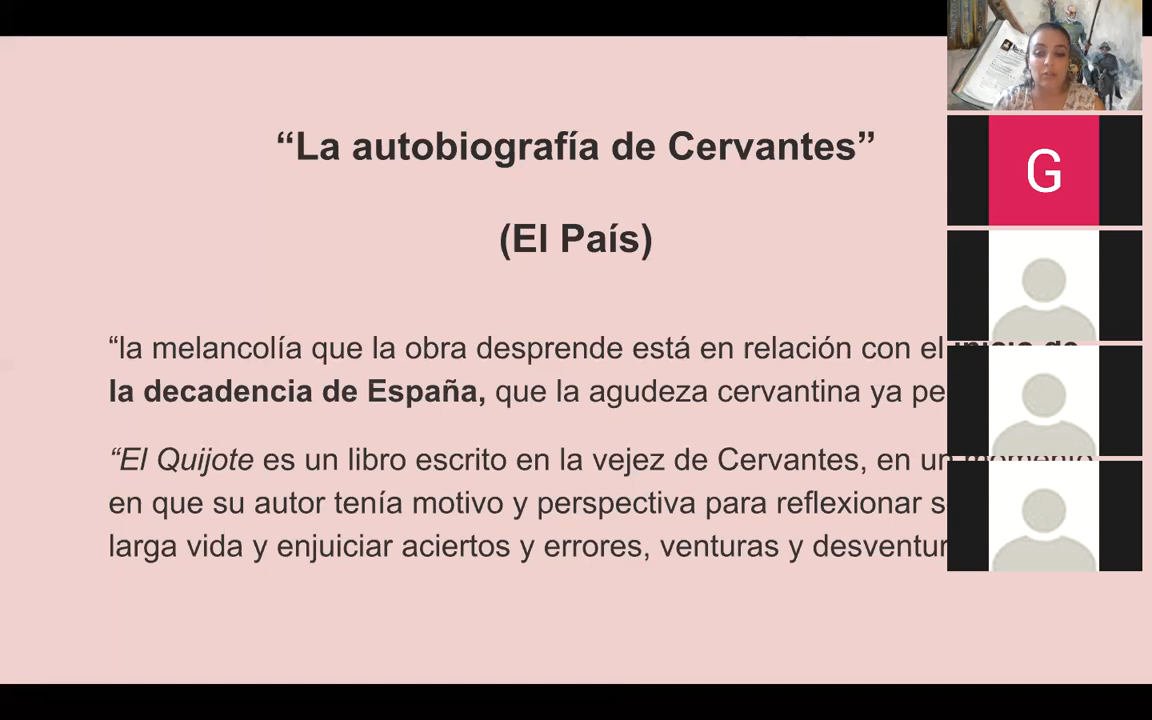 “La autobiografía de Cervantes”
(El País)
“la melancolía que la obra desprende está en relación con el
la decadencia de España, que la agudeza cervantina ya
“El Quijote es un libro escrito en la vejez de Cervantes, en un momento
en que su autor tenía motivo y perspectiva para reflexionar
larga vida y enjuiciar aciertos y errores, venturas y
G